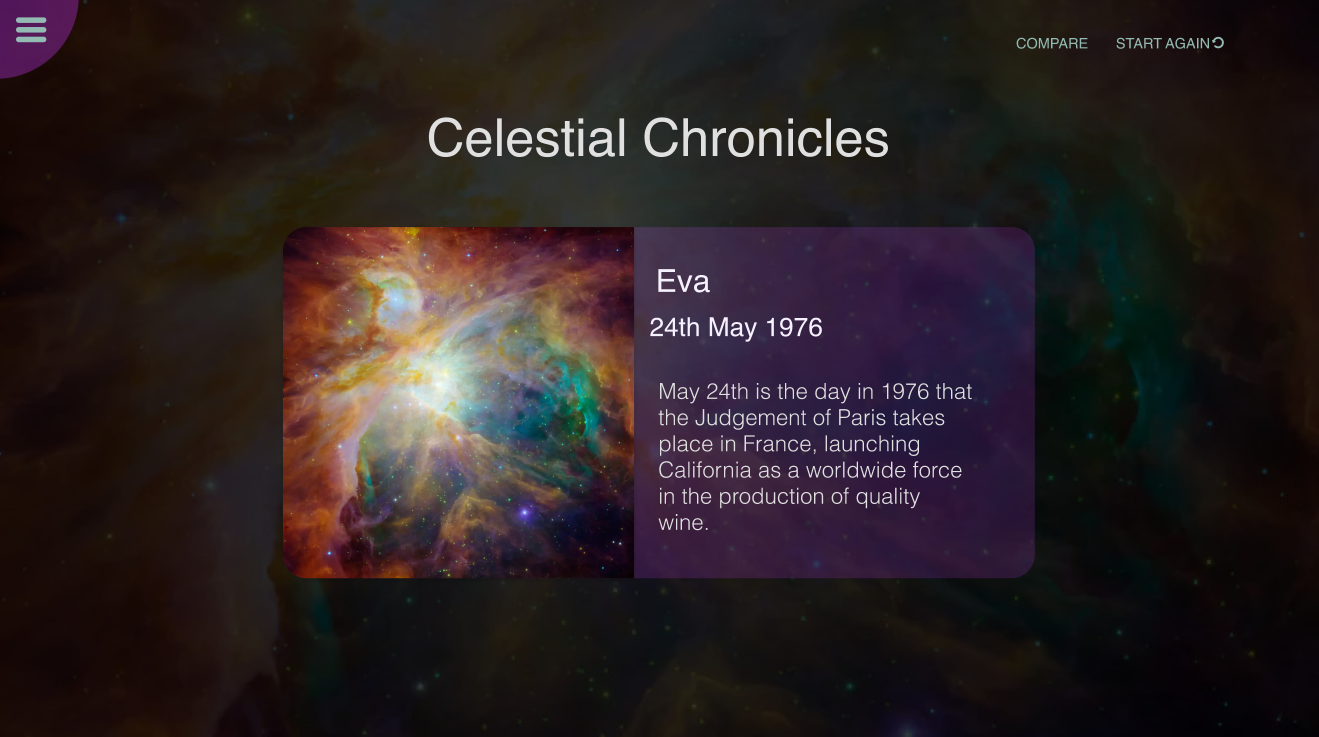 COMPARE START AGAIN
Celestial Chronicles
Eva
24th May 1976
May 24th is the day in 1976 that
the Judgement of Paris takes
place in France, launching
California as a worldwide force
in the production of quality
wine.